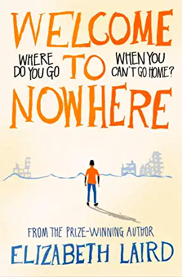 WELCOME
WHERE DO YOU GO
TO
WHEN YOU CAN'T GO HOME?
NOWHERE
FROM THE PRIZE-WINNING AUTHOR
ELIZABETH LAIRD